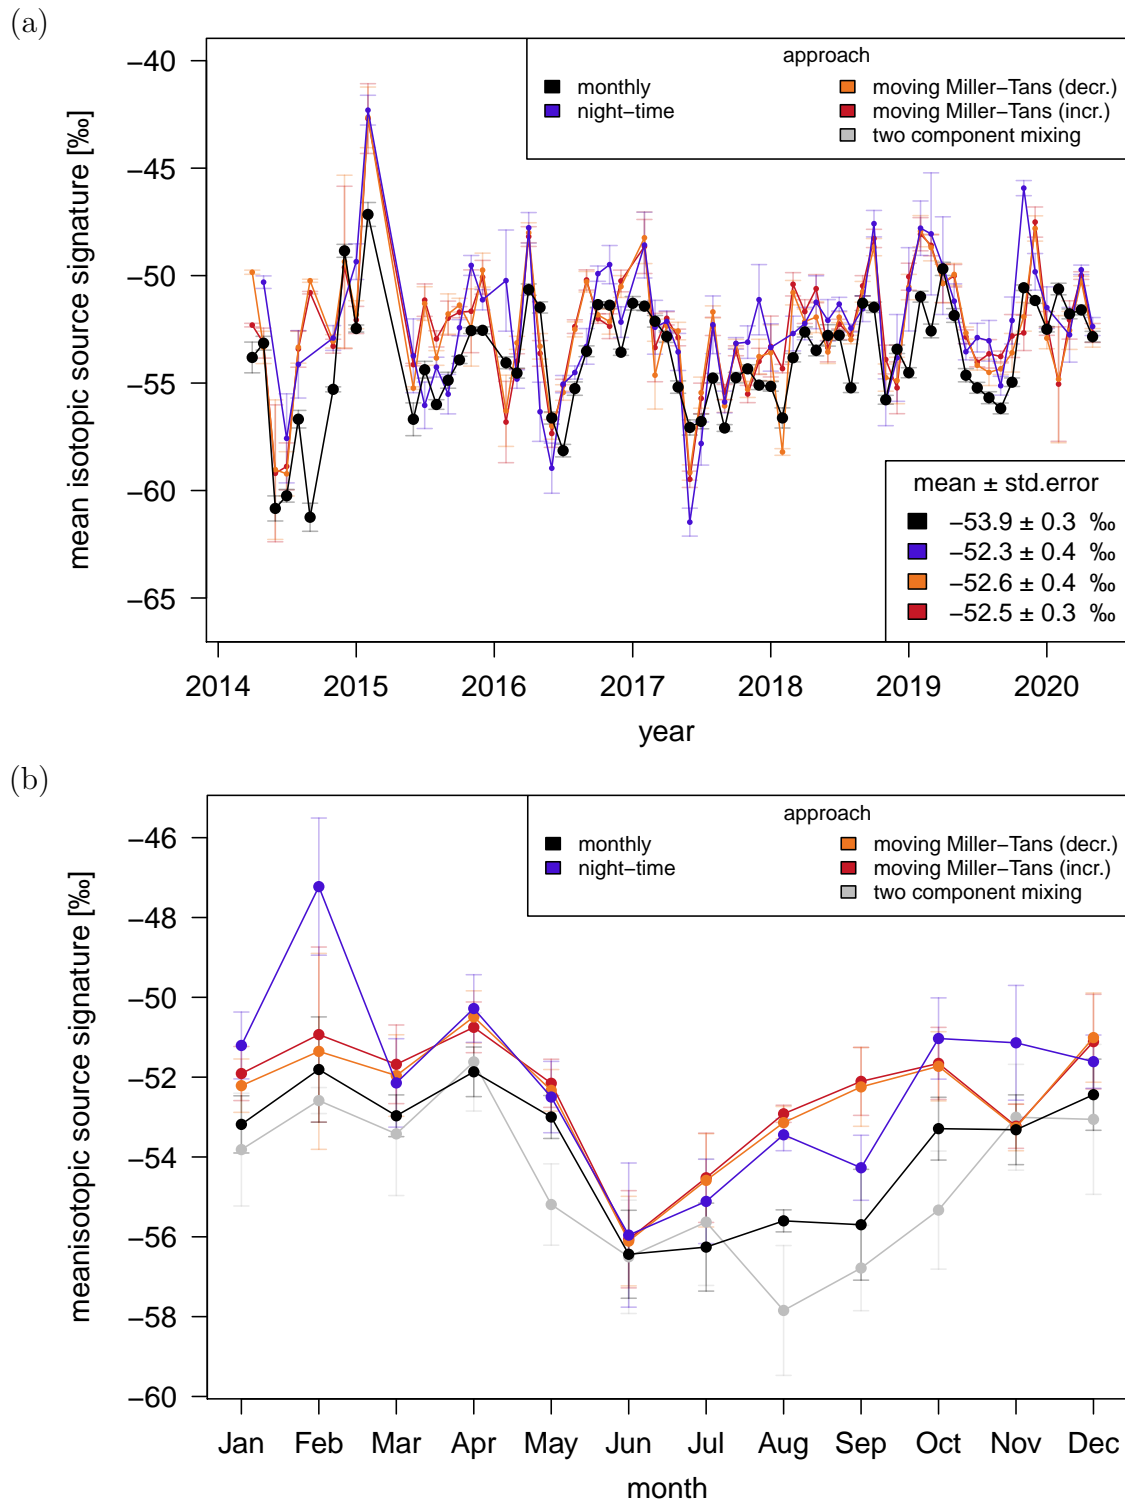 (a)
mean isotopic source signature [‰]
−40
−45
−50
−55
−60
−65
approach
monthly
night−time
moving Miller−Tans (decr.)
moving Miller−Tans (incr.)
two component mixing
mean ± std.error
−53.9 ± 0.3 ‰
−52.3 ± 0.4 ‰
−52.6 ± 0.4 ‰
−52.5 ± 0.3 ‰
2014 2015 2016 2017 2018 2019 2020
year
(b)
meanisotopic source signature [‰]
−46
−48
−50
−52
−54
−56
−58
−60
approach
monthly
night−time
moving Miller−Tans (decr.)
moving Miller−Tans (incr.)
two component mixing
Jan Feb Mar Apr May Jun Jul Aug Sep Oct Nov Dec
month